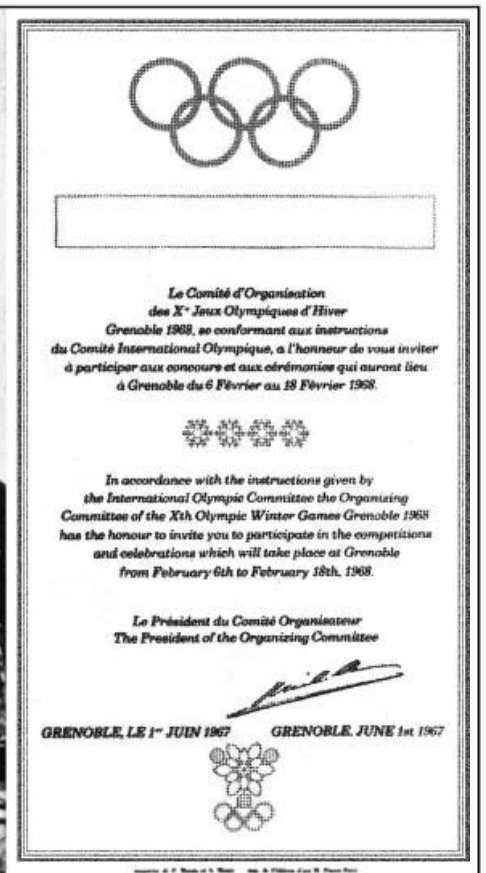 Le Comité d'Organisation
des Xᵉˢ Jeux Olympiques d'Hiver
Grenoble 1968, se conformant aux instructions
du Comité International Olympique, a l'honneur de vous inviter
à participer aux concours et aux cérémonies qui auront lieu
à Grenoble du 6 Février au 18 Février 1968.
In accordance with the instructions given by
the International Olympic Committee the Organizing
Committee of the Xth Olympic Winter Games Grenoble 1968
has the honour to invite you to participate in the competitions
and celebrations which will take place at Grenoble
from February 6th to February 18th, 1968.
Le Président du Comité Organisateur
The President of the Organizing Committee
GRENOBLE, LE 1ᵉʳ JUIN 1967 GRENOBLE, JUNE 1st 1967